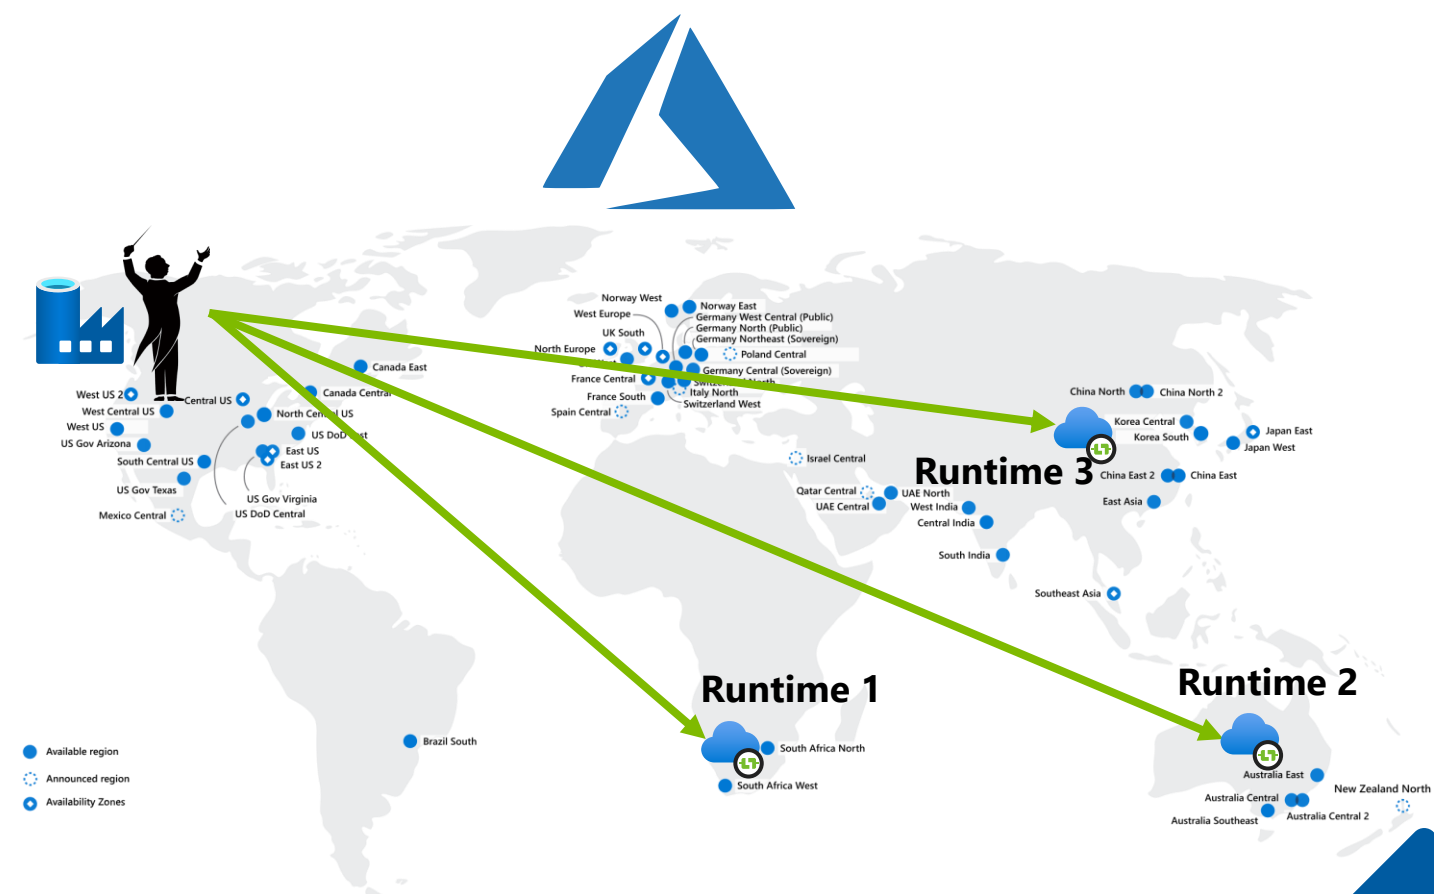 Norway West
Norway East
West Europe
Germany West Central (Public)
Germany North (Public)
UK South
Germany Northeast (Sovereign)
North Europe
Poland Central
Canada East
France Central
Germany Central (Sovereign)
Switzerland North
West US 2
Canada Central
Italy North
China North
China North 2
Central US
France South
Switzerland West
West Central US
North Central US
Spain Central
Korea Central
West US
US DoD East
Korea South
Japan East
US Gov Arizona
East US
Japan West
South Central US
East US 2
Israel Central
Runtime 3
China East 2
China East
US Gov Texas
US Gov Virginia
Qatar Central
UAE North
East Asia
Mexico Central
US DoD Central
UAE Central
West India
Central India
South India
Southeast Asia
Runtime 1
Runtime 2
Brazil South
South Africa North
Available region
Australia East
Announced region
South Africa West
New Zealand North
Availability Zones
Australia Central
Australia Central 2
Australia Southeast